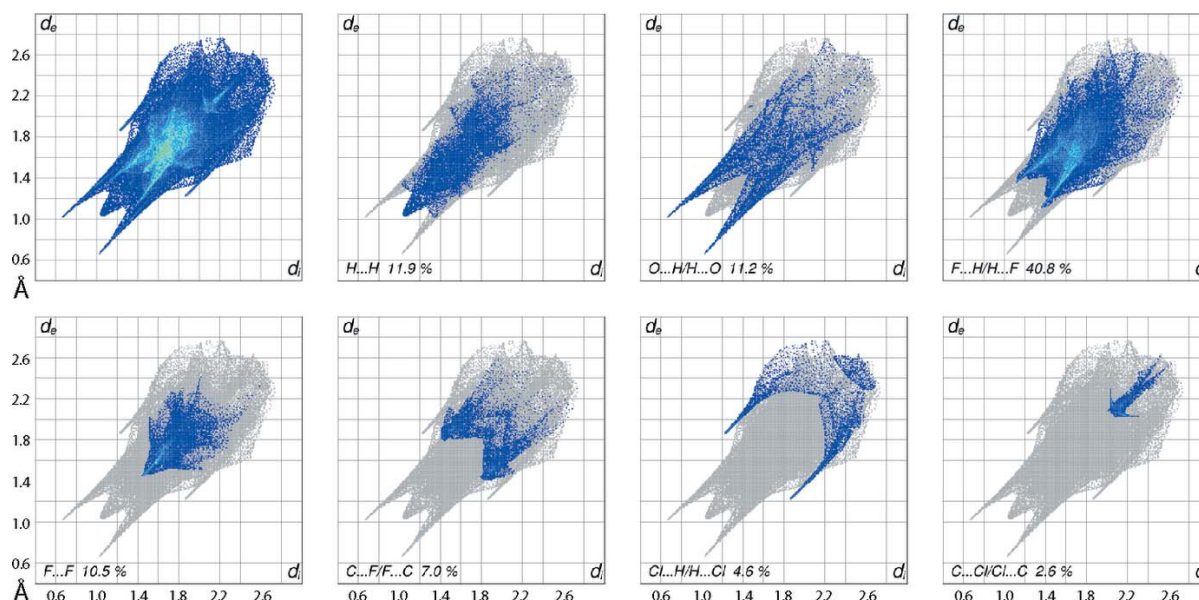 dₑ dₑ dₑ dₑ
2.6
2.2
1.8
1.4
1.0
0.6 dᵢ H...H 11.9 % dᵢ O...H/H...O 11.2 % dᵢ F...H/H...F 40.8 % d
Å
dₑ dₑ dₑ dₑ
2.6
2.2
1.8
1.4
1.0
0.6 F...F 10.5 % dᵢ C...F/F...C 7.0 % dᵢ Cl...H/H...Cl 4.6 % dᵢ C...Cl/Cl...C 2.6 % d
Å 0.6 1.0 1.4 1.8 2.2 2.6 0.6 1.0 1.4 1.8 2.2 2.6 0.6 1.0 1.4 1.8 2.2 2.6 0.6 1.0 1.4 1.8 2.2 2.6